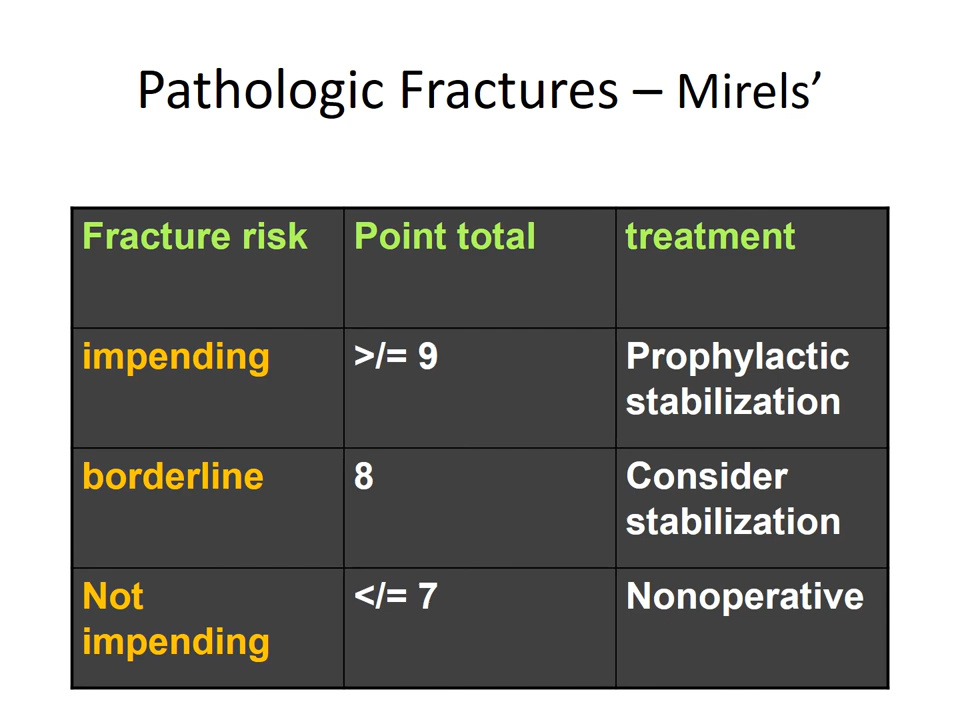 Pathologic Fractures – Mirels’
Fracture risk
Point total
treatment
impending
>/= 9
Prophylactic
stabilization
borderline
8
Consider
stabilization
Not
impending
</= 7
Nonoperative